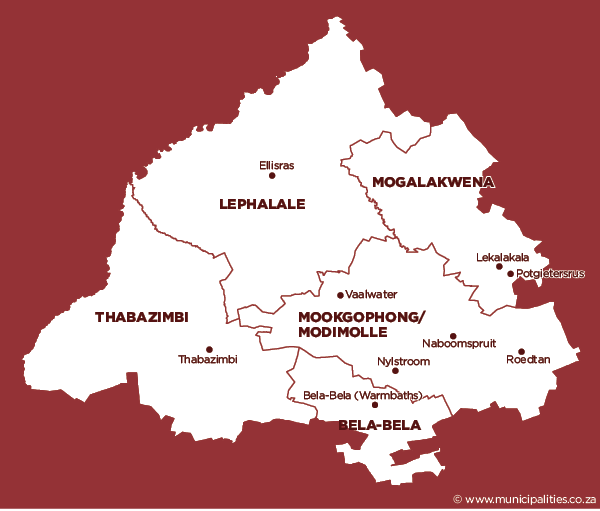 Ellisras
MOGALAKWENA
LEPHALALE
Lekalakala
Potgietersrus
Vaalwater
THABAZIMBI
MOOKGOPHONG/
MODIMOLLE
Naboomspruit
Thabazimbi
Roedtan
Nylstroom
Bela-Bela (Warmbaths)
BELA-BELA
© www.municipalities.co.za